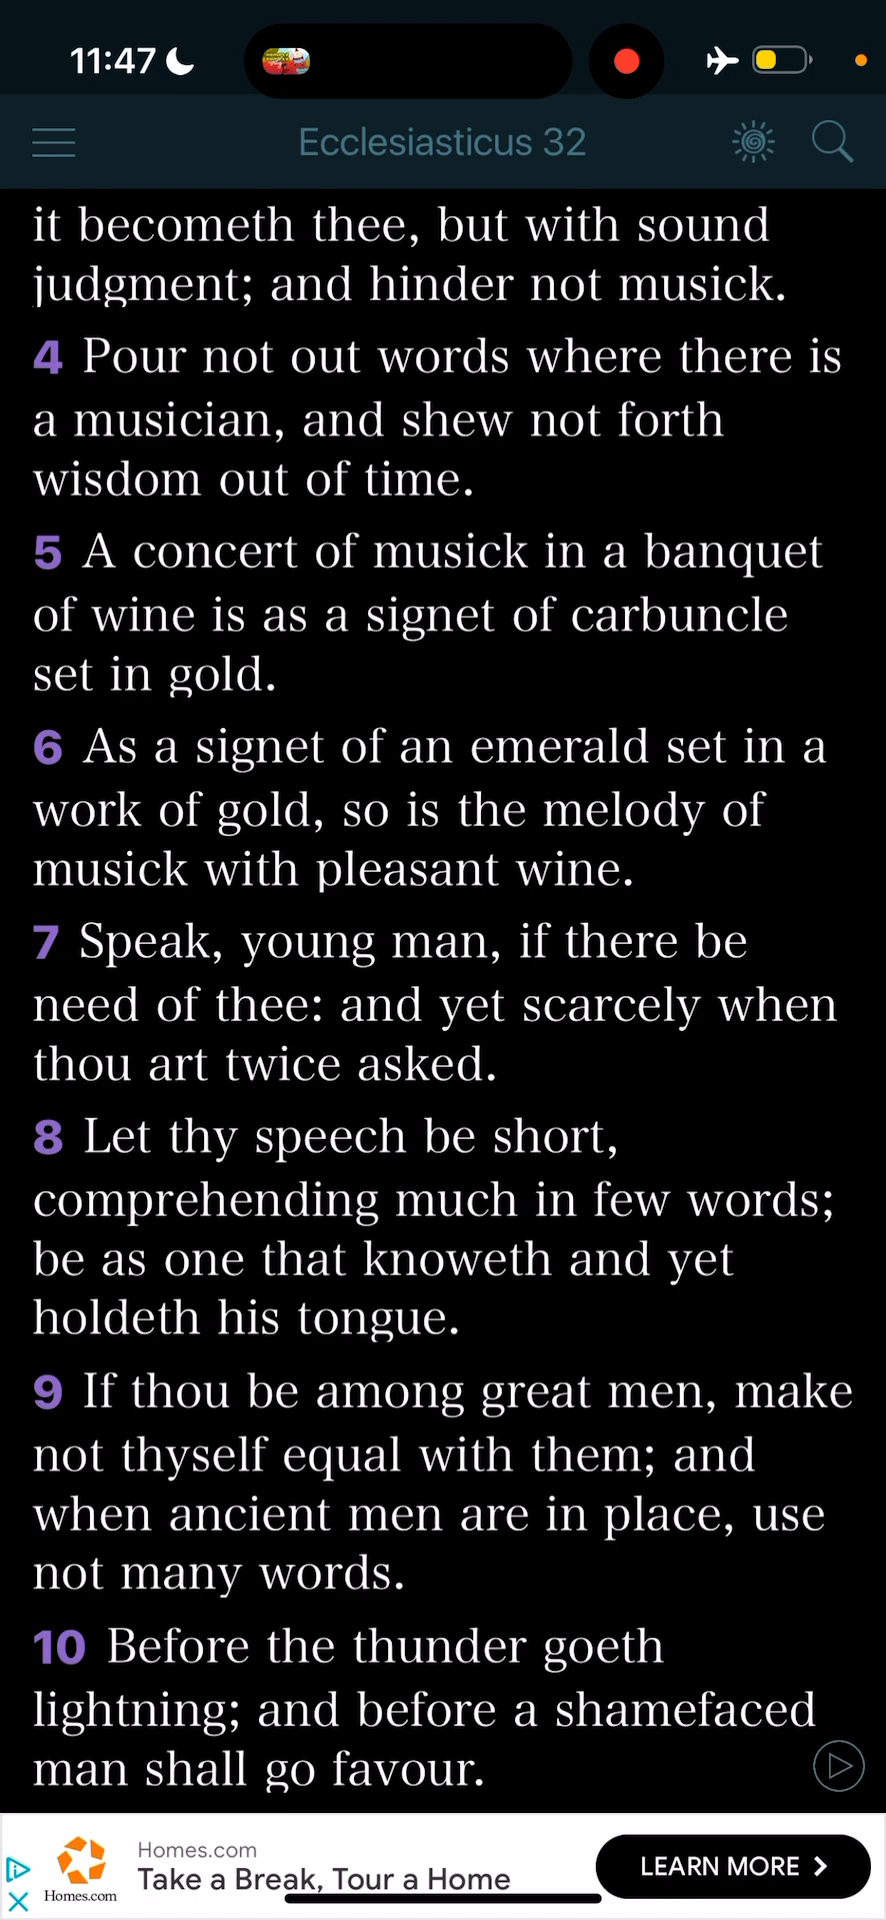 11:47
Ecclesiasticus 32
it becometh thee, but with sound
judgment; and hinder not musick.
4 Pour not out words where there is
a musician, and shew not forth
wisdom out of time.
5 A concert of musick in a banquet
of wine is as a signet of carbuncle
set in gold.
6 As a signet of an emerald set in a
work of gold, so is the melody of
musick with pleasant wine.
7 Speak, young man, if there be
need of thee: and yet scarcely when
thou art twice asked.
8 Let thy speech be short,
comprehending much in few words;
be as one that knoweth and yet
holdeth his tongue.
9 If thou be among great men, make
not thyself equal with them; and
when ancient men are in place, use
not many words.
10 Before the thunder goeth
lightning; and before a shamefaced
man shall go favour.
Homes.com
Take a Break, Tour a Home
LEARN MORE
Homes.com